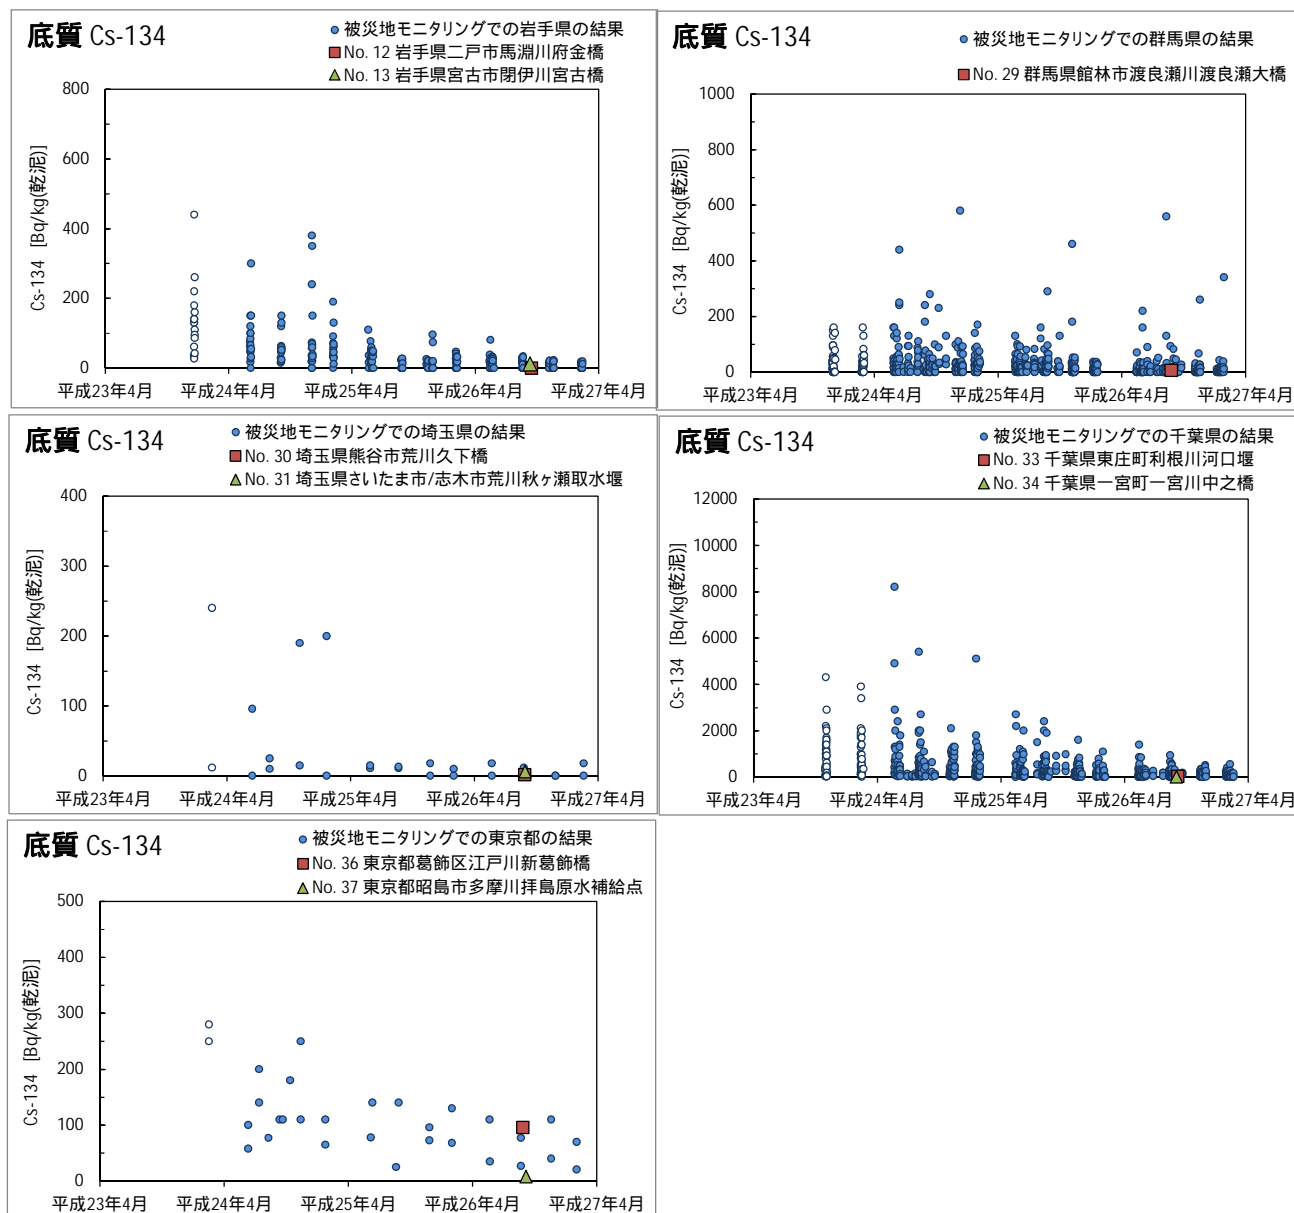 底質 Cs-134
被災地モニタリングでの岩手県の結果
No. 12 岩手県二戸市馬淵川府金橋
No. 13 岩手県宮古市閉伊川宮古橋
Cs-134 [Bq/kg(乾泥)]
800
600
400
200
0
平成23年4月 平成24年4月 平成25年4月 平成26年4月 平成27年4月
底質 Cs-134
被災地モニタリングでの群馬県の結果
No. 29 群馬県館林市渡良瀬川渡良瀬大橋
Cs-134 [Bq/kg(乾泥)]
1000
800
600
400
200
0
平成23年4月 平成24年4月 平成25年4月 平成26年4月 平成27年4月
底質 Cs-134
被災地モニタリングでの埼玉県の結果
No. 30 埼玉県熊谷市荒川久下橋
No. 31 埼玉県さいたま市/志木市荒川秋ヶ瀬取水堰
Cs-134 [Bq/kg(乾泥)]
400
300
200
100
0
平成23年4月 平成24年4月 平成25年4月 平成26年4月 平成27年4月
底質 Cs-134
被災地モニタリングでの千葉県の結果
No. 33 千葉県東庄町利根川河口堰
No. 34 千葉県一宮町一宮川中之橋
Cs-134 [Bq/kg(乾泥)]
12000
10000
8000
6000
4000
2000
0
平成23年4月 平成24年4月 平成25年4月 平成26年4月 平成27年4月
底質 Cs-134
被災地モニタリングでの東京都の結果
No. 36 東京都葛飾区江戸川新葛飾橋
No. 37 東京都昭島市多摩川拝島原水補給点
Cs-134 [Bq/kg(乾泥)]
500
400
300
200
100
0
平成23年4月 平成24年4月 平成25年4月 平成26年4月 平成27年4月